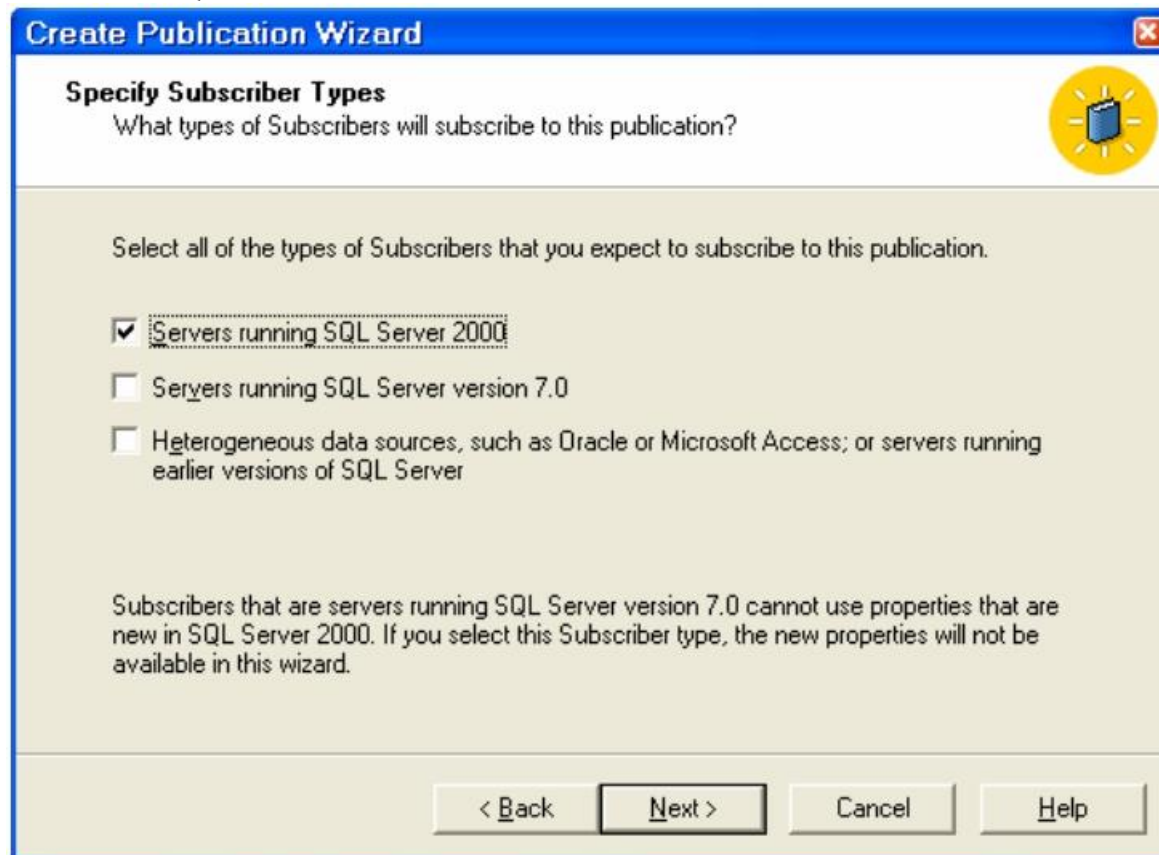 Create Publication Wizard
Specify Subscriber Types
What types of Subscribers will subscribe to this publication?
Select all of the types of Subscribers that you expect to subscribe to this publication.
Servers running SQL Server 2000
Servers running SQL Server version 7.0
Heterogeneous data sources, such as Oracle or Microsoft Access; or servers running
earlier versions of SQL Server
Subscribers that are servers running SQL Server version 7.0 cannot use properties that are
new in SQL Server 2000. If you select this Subscriber type, the new properties will not be
available in this wizard.
< Back Next > Cancel Help